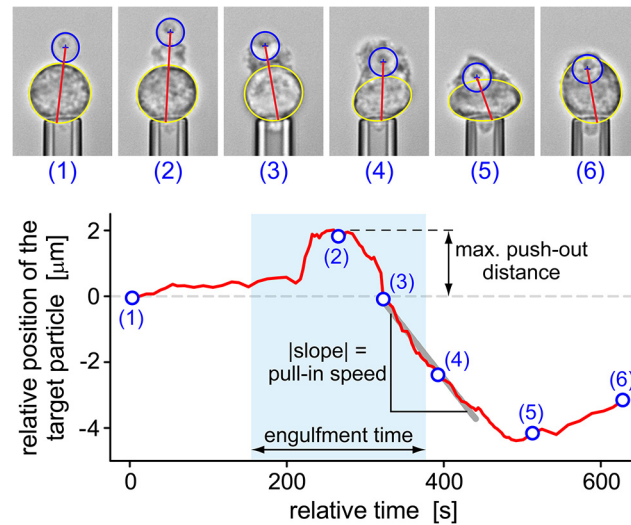 (1)
(2)
(3)
(4)
(5)
(6)
relative position of the
target particle [μm]
2
0
-2
-4
(1)
(2)
(3)
(4)
(5)
(6)
max. push-out
distance
|slope| =
pull-in speed
engulfment time
0
200
400
600
relative time [s]